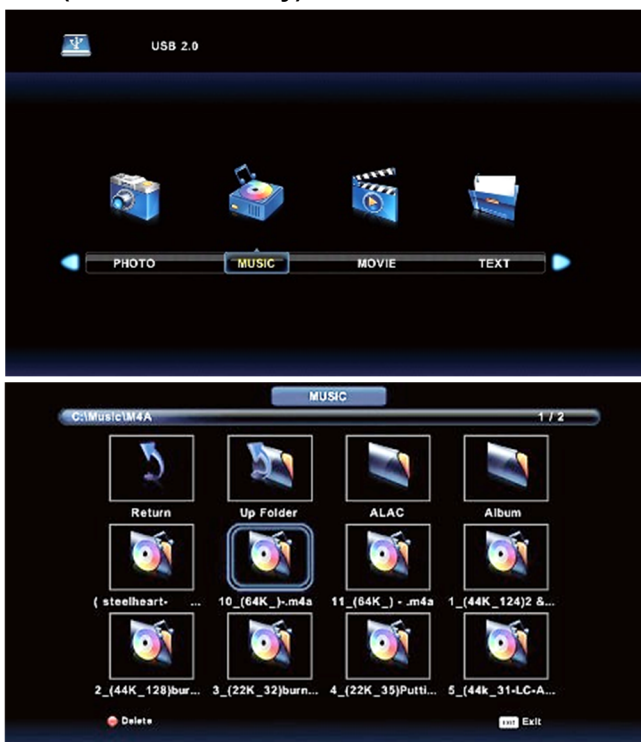 USB 2.0
PHOTO MUSIC MOVIE TEXT
MUSIC
C:\Music\M4A 1 / 2
Return Up Folder ALAC Album
( steelheart- ... 10_(64K_)-.m4a 11_(64K_) - .m4a 1_(44K_124)2 &...
2_(44K_128)bur... 3_(22K_32)burn... 4_(22K_35)Putti... 5_(44k_31-LC-A...
Delete Exit